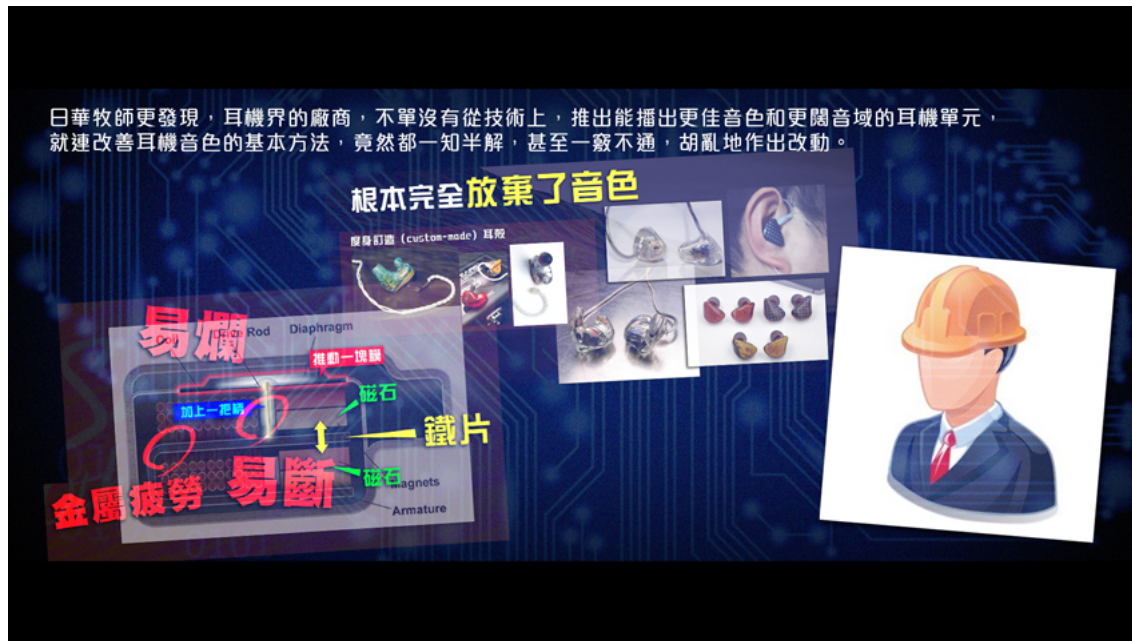 日華牧師更發現，耳機界的廠商，不單沒有從技術上，推出能播出更佳音色和更闊音域的耳機單元，
就連改善耳機音色的基本方法，竟然都一知半解，甚至一竅不通，胡亂地作出改動。
根本完全放棄了音色
度身訂造 (custom-made) 耳殼
易爛
Rod
Diaphragm
推動一塊膜
磁石
加上一把
鐵片
易斷
磁石
金屬疲勞
Magnets
Armature